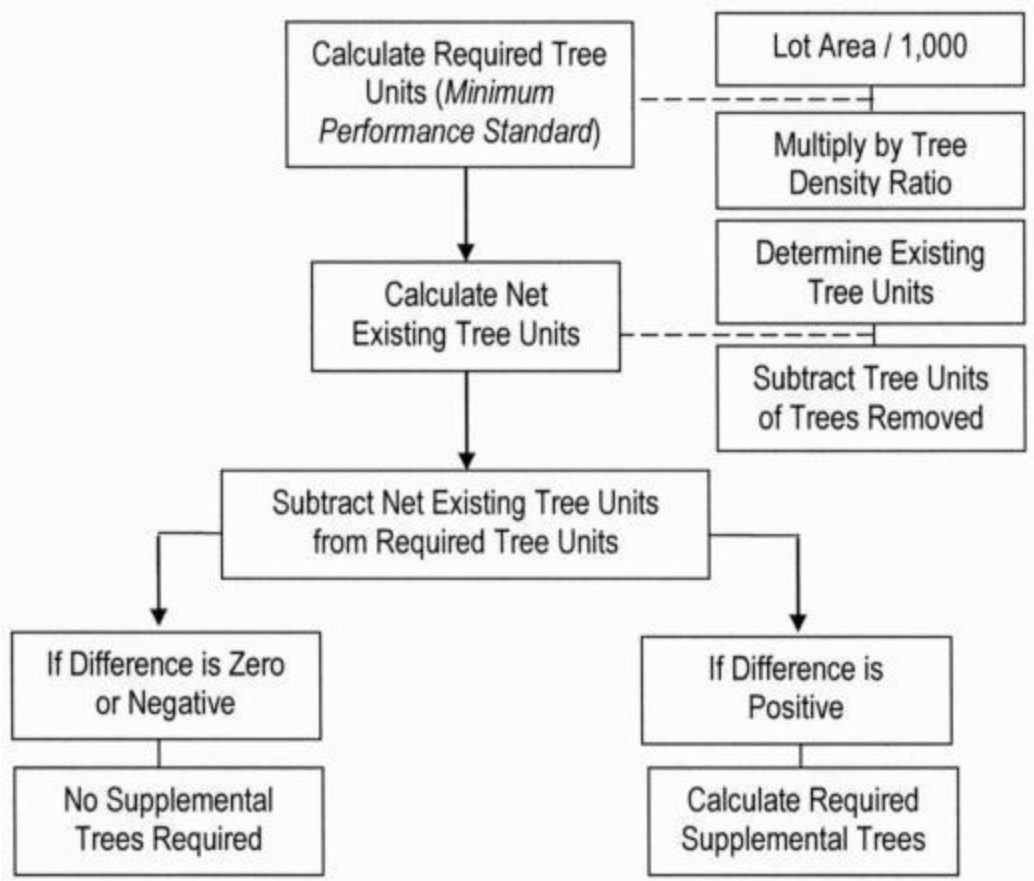 Calculate Required Tree
Units (Minimum
Performance Standard)
Lot Area / 1,000
Multiply by Tree
Density Ratio
Calculate Net
Existing Tree Units
Determine Existing
Tree Units
Subtract Tree Units
of Trees Removed
Subtract Net Existing Tree Units
from Required Tree Units
If Difference is Zero
or Negative
No Supplemental
Trees Required
If Difference is
Positive
Calculate Required
Supplemental Trees